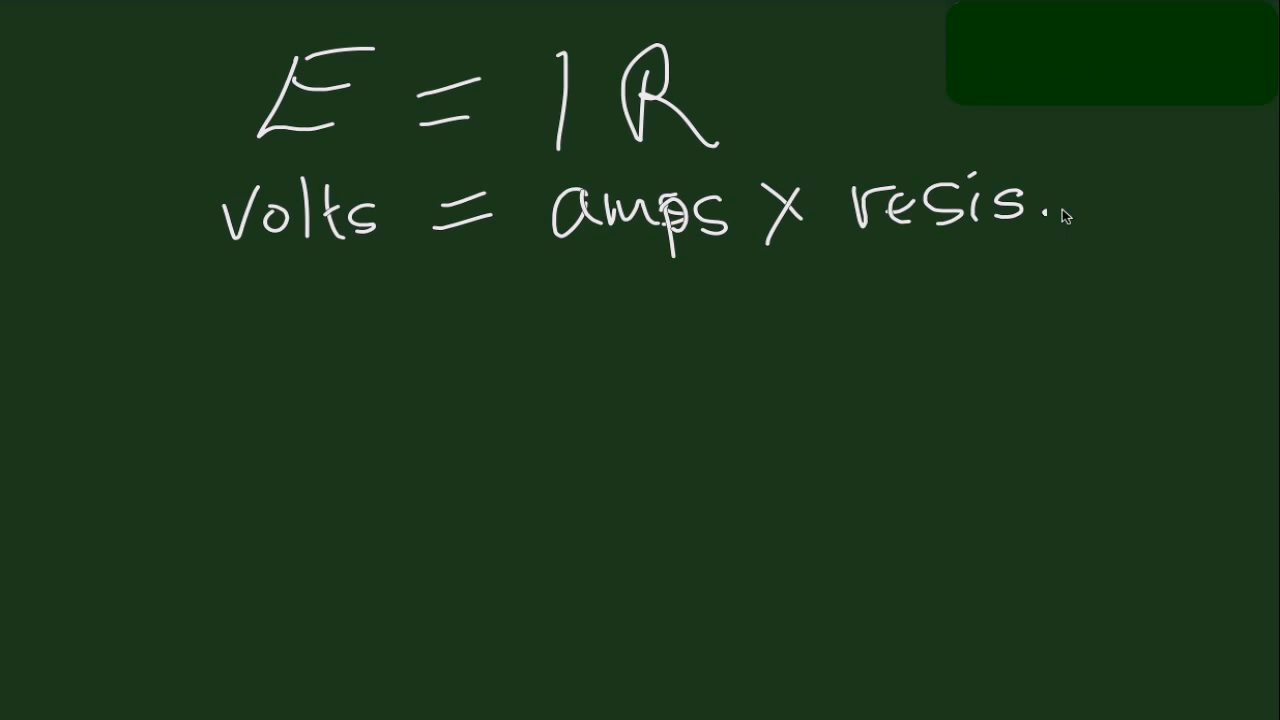 E = I R
volts = amps x resis.